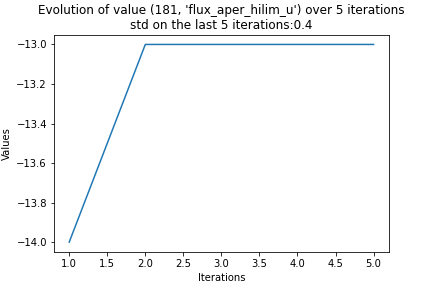 Evolution of value (181, 'flux_aper_hilim_u') over 5 iterations
std on the last 5 iterations:0.4
−13.0
−13.2
−13.4
−13.6
−13.8
−14.0
Values
1.0 1.5 2.0 2.5 3.0 3.5 4.0 4.5 5.0
Iterations